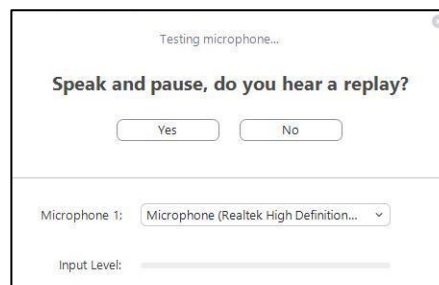 Testing microphone...
Speak and pause, do you hear a replay?
Yes No
Microphone 1: Microphone (Realtek High Definition...
Input Level: